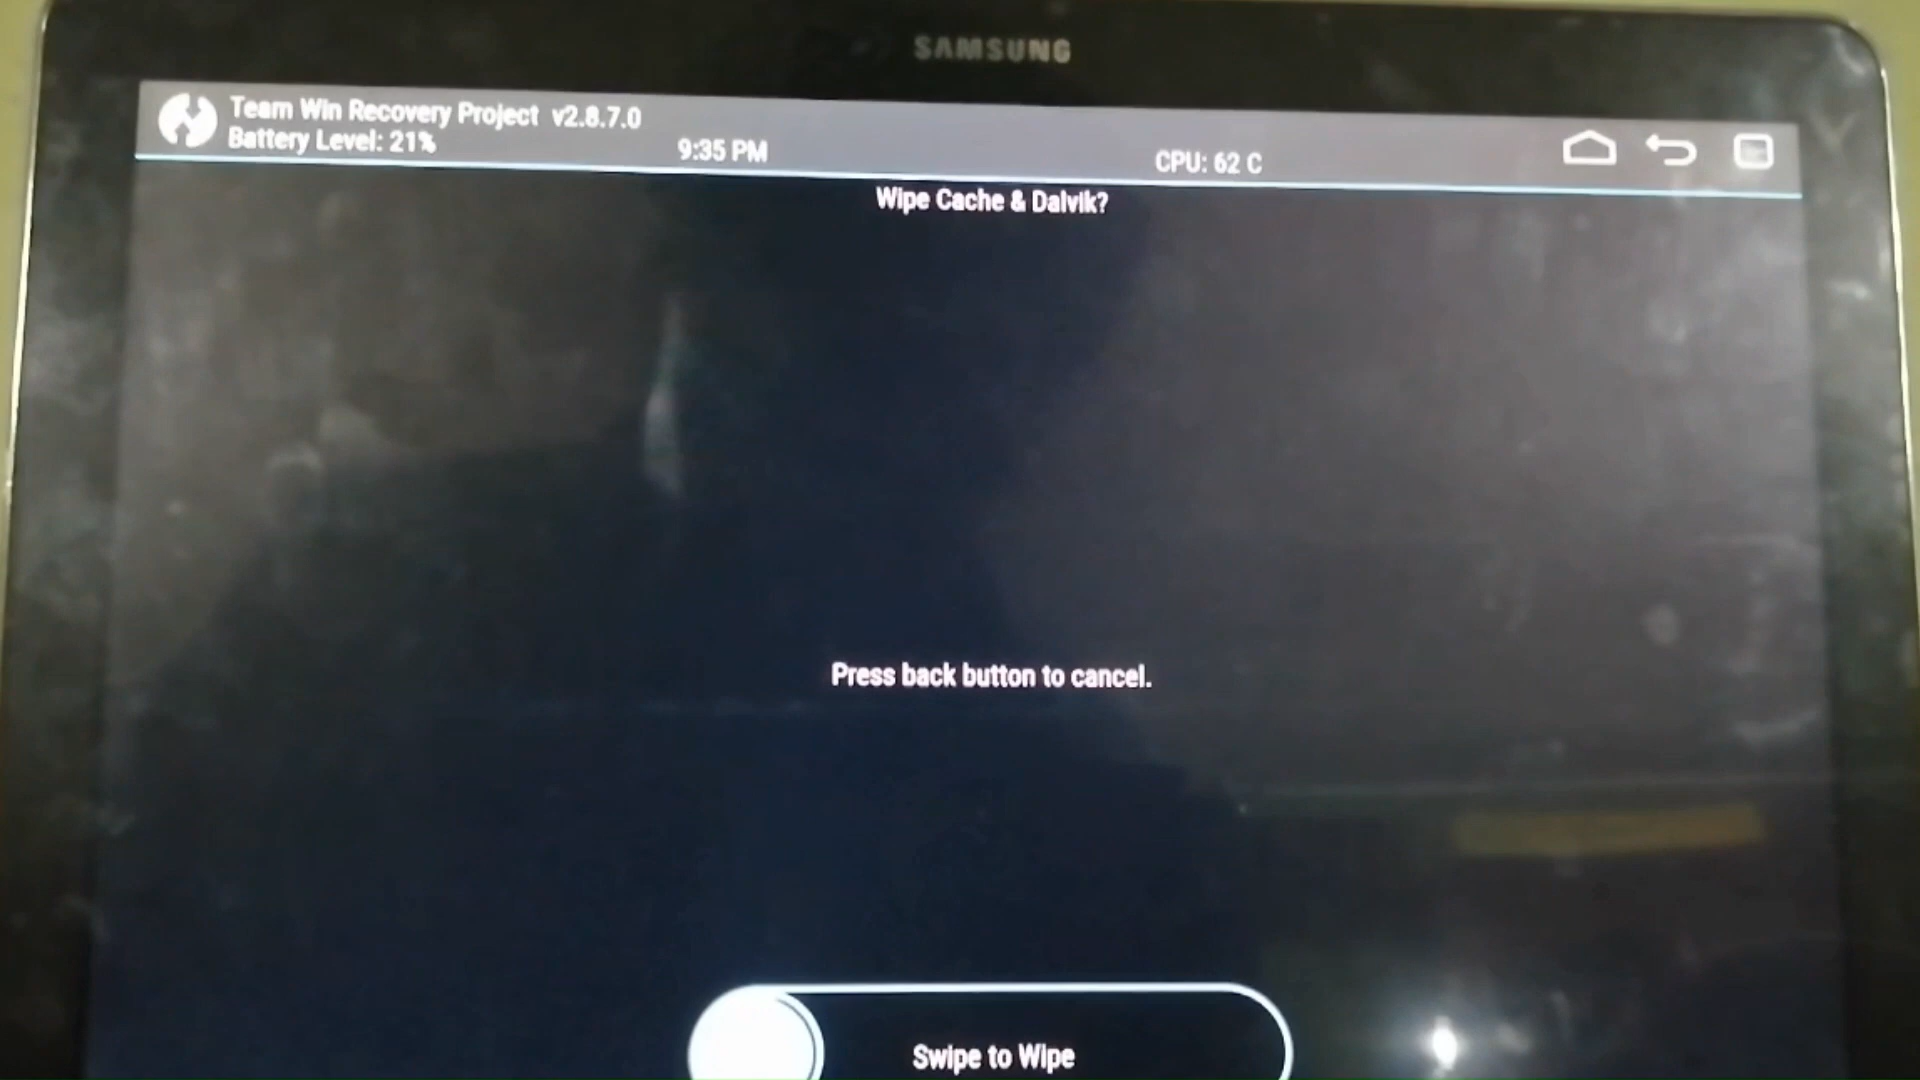 SAMSUNG
Team Win Recovery Project v2.8.7.0
Battery Level: 21%
9:35 PM
CPU: 62 C
Wipe Cache & Dalvik?
Press back button to cancel.
Swipe to Wipe